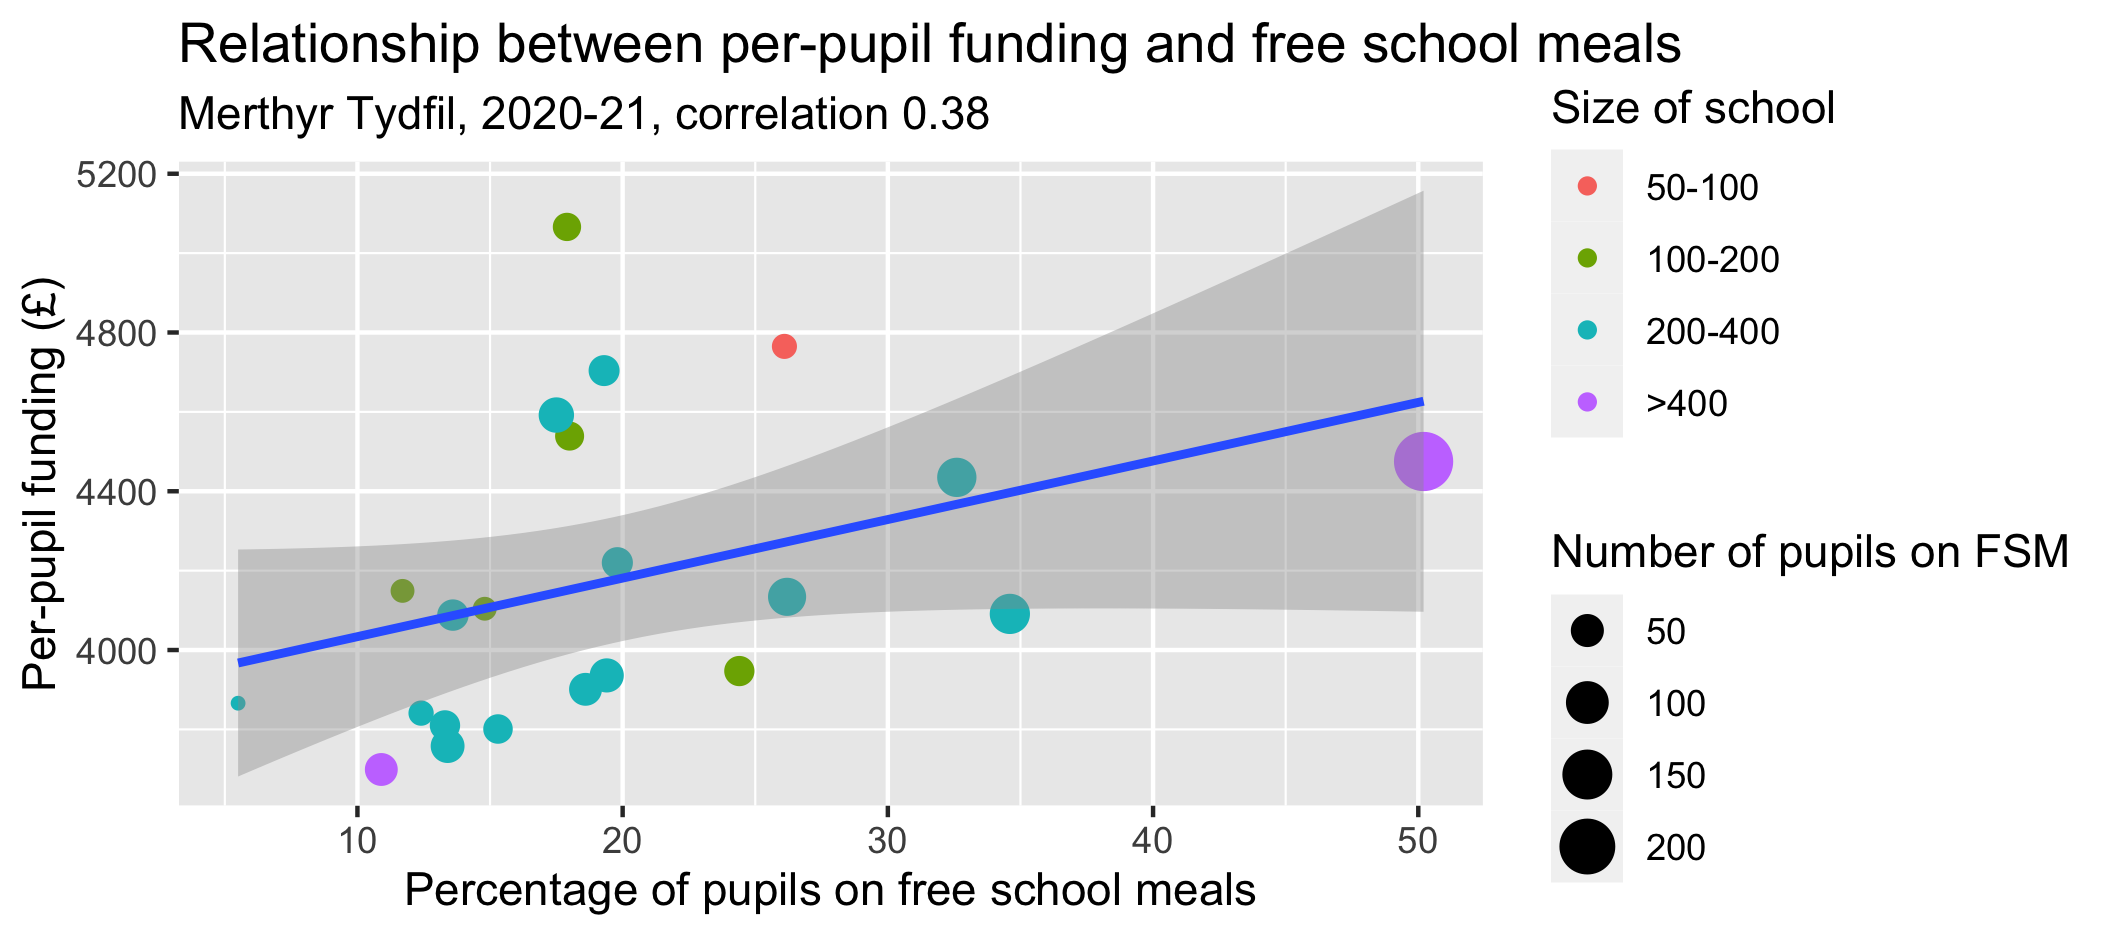 Relationship between per-pupil funding and free school meals
Merthyr Tydfil, 2020-21, correlation 0.38
Per-pupil funding (£)
5200
4800
4400
4000
10 20 30 40 50
Percentage of pupils on free school meals
Size of school
50-100
100-200
200-400
>400
Number of pupils on FSM
50
100
150
200